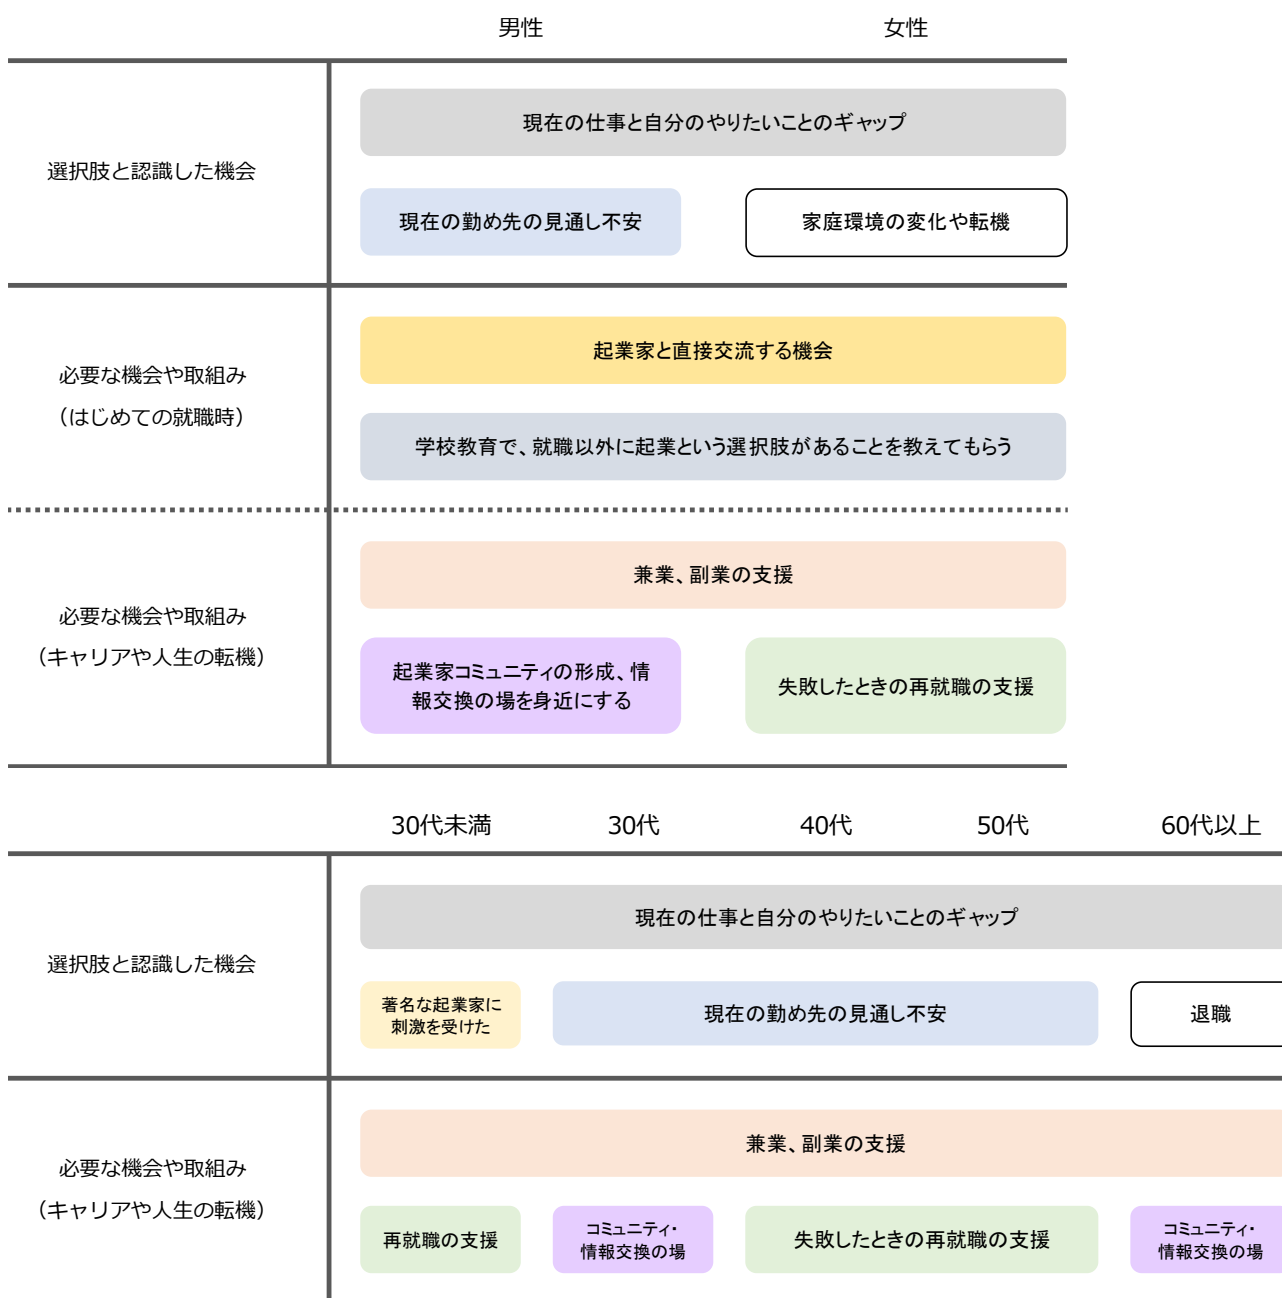 男性 女性
現在の仕事と自分のやりたいことのギャップ
選択肢と認識した機会
現在の勤め先の見通し不安 家庭環境の変化や転機
起業家と直接交流する機会
必要な機会や取組み
（はじめての就職時）
学校教育で、就職以外に起業という選択肢があることを教えてもらう
兼業、副業の支援
必要な機会や取組み
（キャリアや人生の転機）
起業家コミュニティの形成、情
報交換の場を身近にする
失敗したときの再就職の支援
30代未満 30代 40代 50代 60代以上
現在の仕事と自分のやりたいことのギャップ
選択肢と認識した機会
著名な起業家に
刺激を受けた
現在の勤め先の見通し不安
退職
兼業、副業の支援
必要な機会や取組み
（キャリアや人生の転機）
再就職の支援
コミュニティ・
情報交換の場
失敗したときの再就職の支援
コミュニティ・
情報交換の場